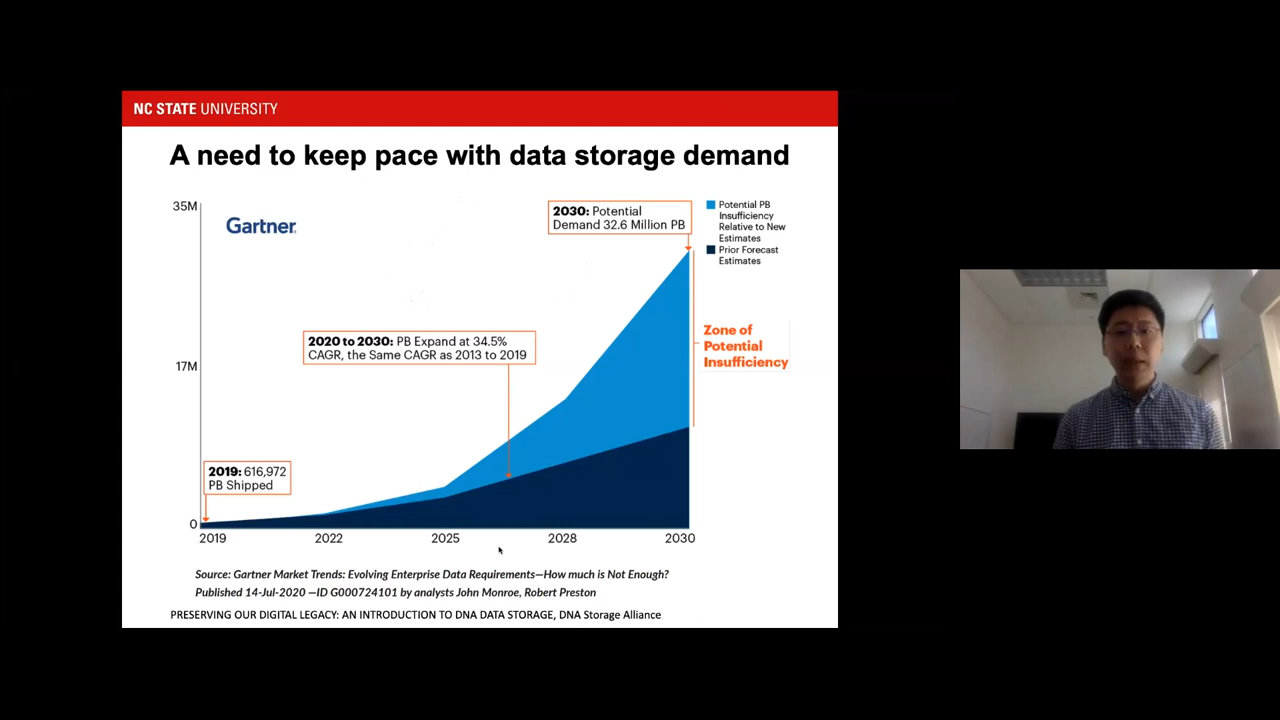 NC STATE UNIVERSITY
A need to keep pace with data storage demand
35M
Gartner
2030: Potential
Demand 32.6 Million PB
Potential PB
Insufficiency
Relative to New
Estimates
Prior Forecast
Estimates
2020 to 2030: PB Expand at 34.5%
CAGR, the Same CAGR as 2013 to 2019
Zone of
Potential
Insufficiency
17M
2019: 616,972
PB Shipped
0
2019 2022 2025 2028 2030
Source: Gartner Market Trends: Evolving Enterprise Data Requirements—How much is Not Enough?
Published 14-Jul-2020 —ID G000724101 by analysts John Monroe, Robert Preston
PRESERVING OUR DIGITAL LEGACY: AN INTRODUCTION TO DNA DATA STORAGE, DNA Storage Alliance